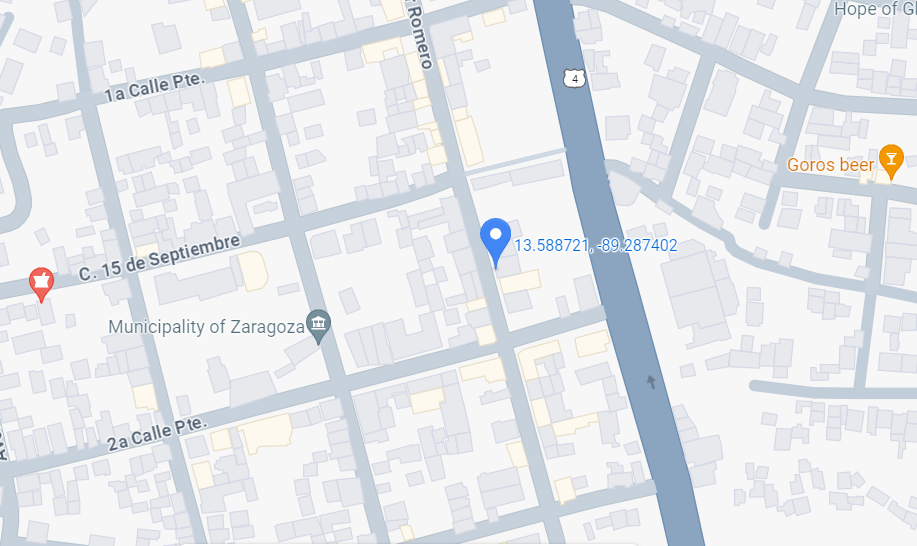 Hope of Gl
r Romero
4
1a Calle Pte.
Goros beer
C. 15 de Septiembre
13.588721, -89.287402
Municipality of Zaragoza
2a Calle Pte.